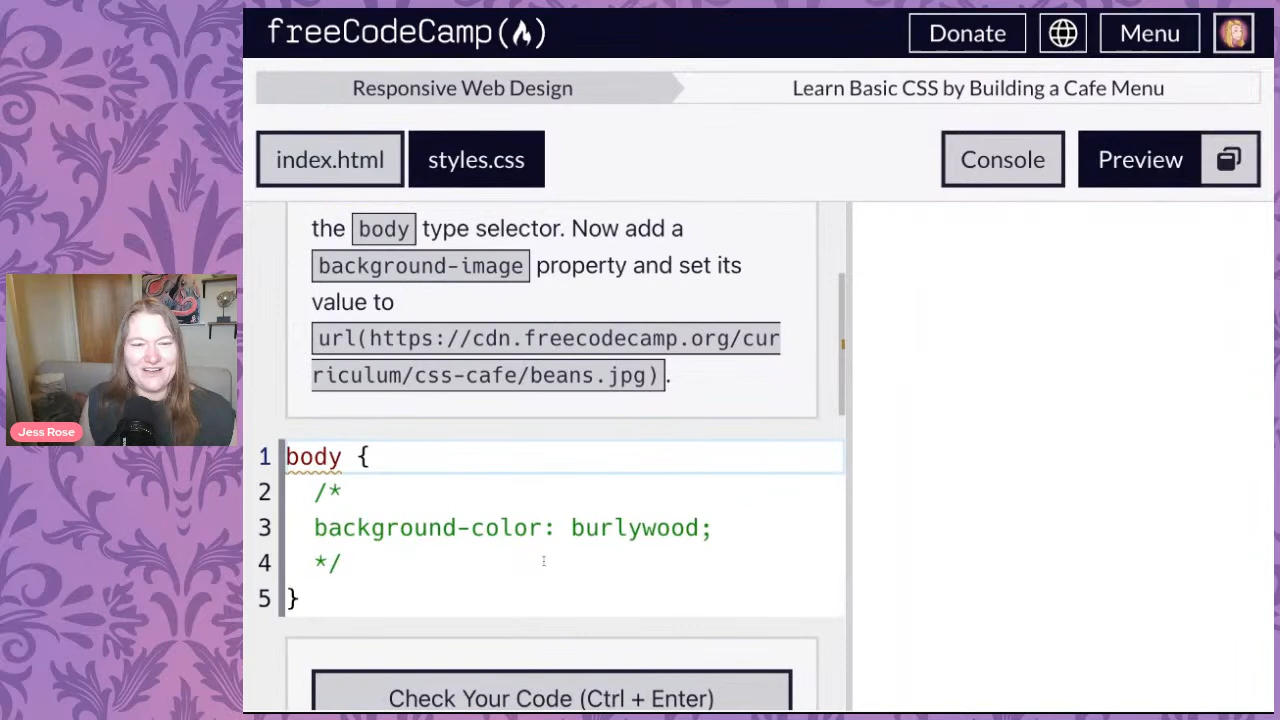 freeCodeCamp
Donate
Menu
Responsive Web Design
Learn Basic CSS by Building a Cafe Menu
index.html
styles.css
Console
Preview
the body type selector. Now add a
background-image property and set its
value to
url(https://cdn.freecodecamp.org/cur
riculum/css-cafe/beans.jpg).
1 body {
2 /*
3 background-color: burlywood;
4 */
5 }
Check Your Code (Ctrl + Enter)
Jess Rose